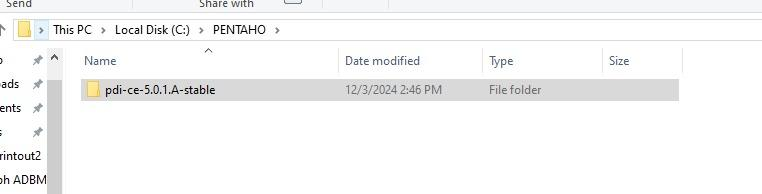 Send
Share with
This PC > Local Disk (C:) > PENTAHO >
Name Date modified Type Size
pdi-ce-5.0.1.A-stable 12/3/2024 2:46 PM File folder
oads
ents
s
rintout2
ph ADBM